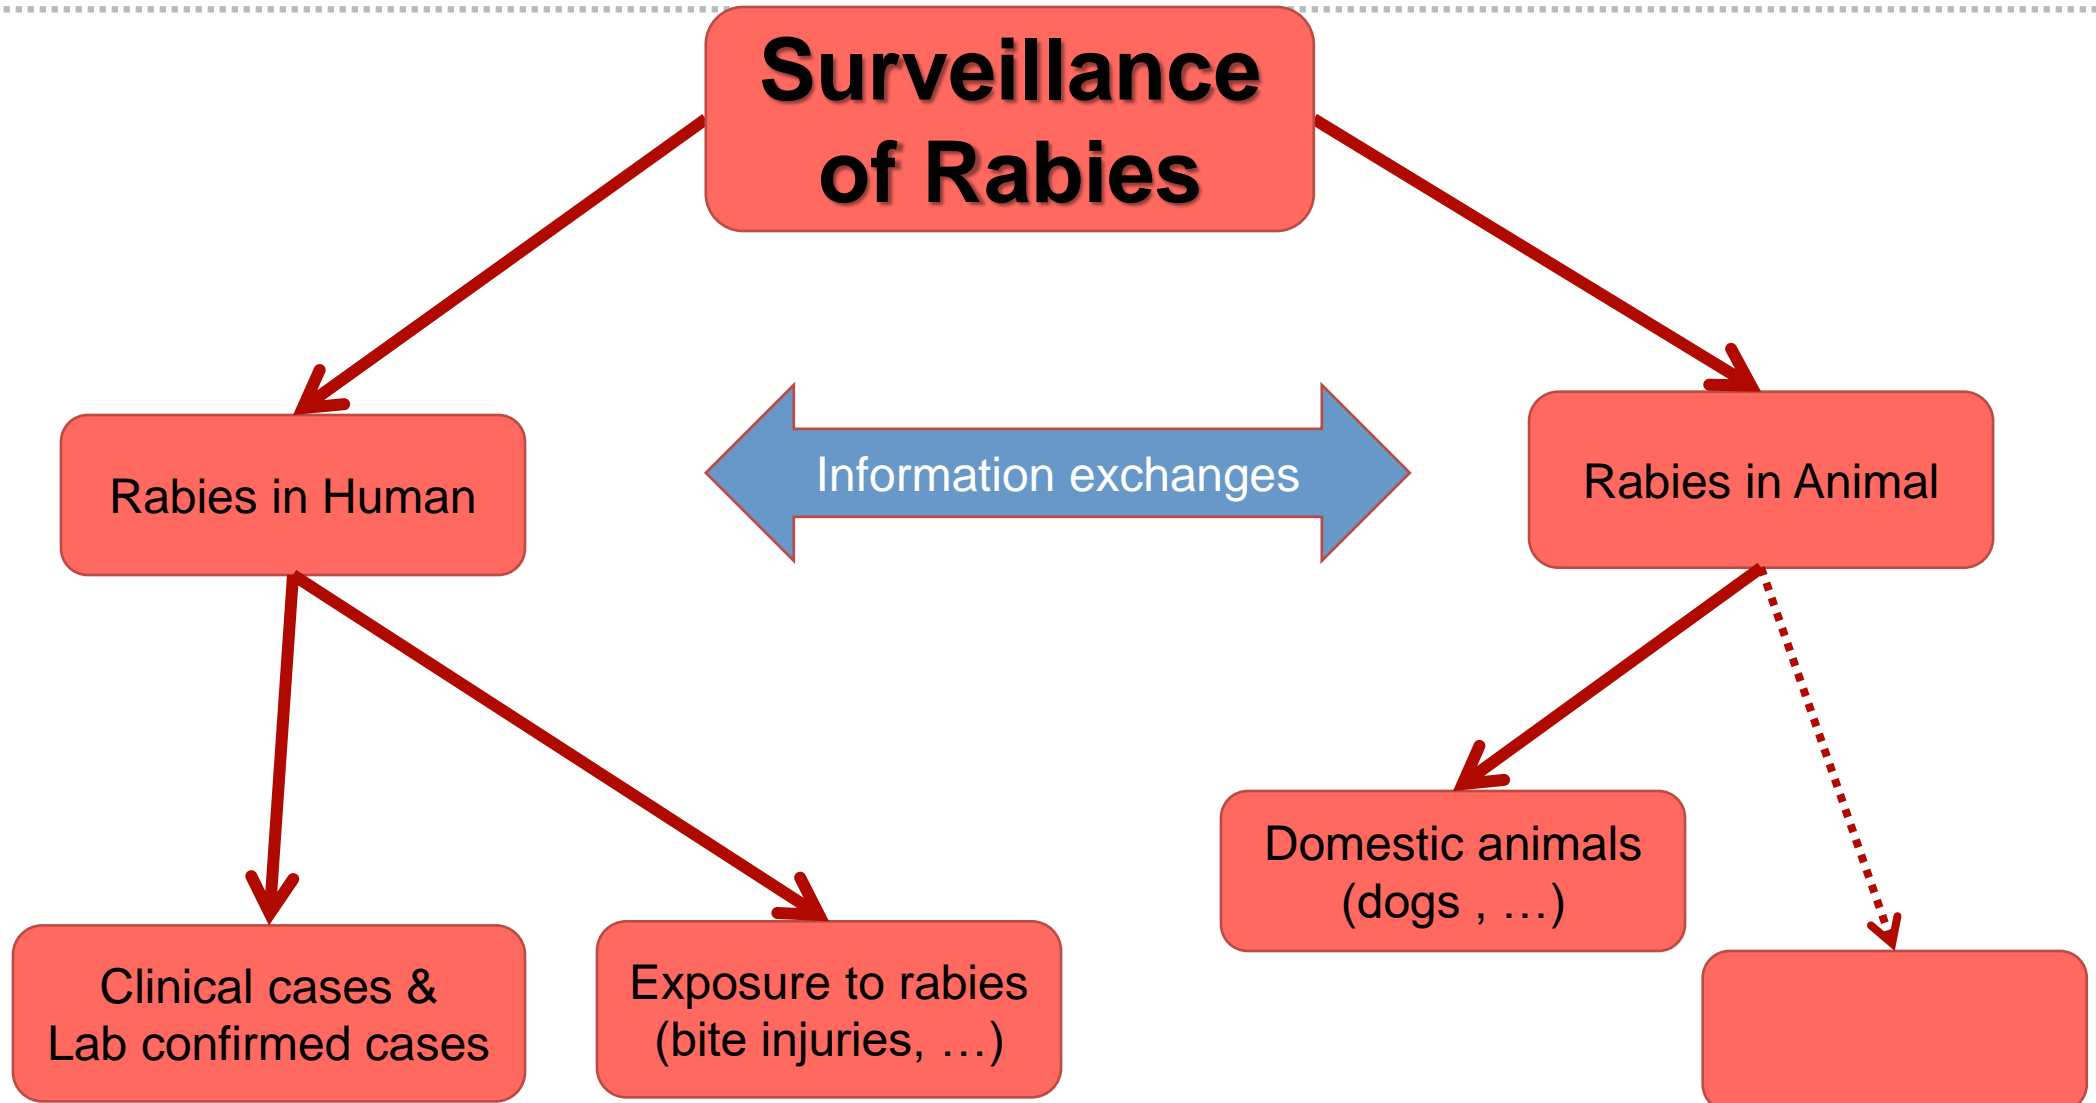 Surveillance
of Rabies
Rabies in Human
Information exchanges
Rabies in Animal
Domestic animals
(dogs , …)
Clinical cases &
Lab confirmed cases
Exposure to rabies
(bite injuries, …)